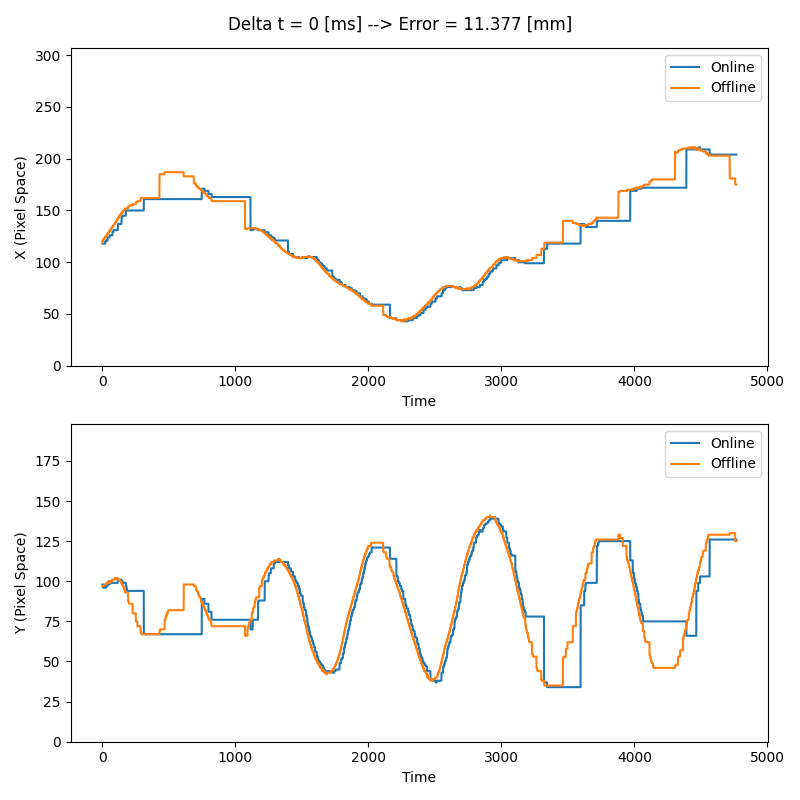 Delta t = 0 [ms] --> Error = 11.377 [mm]
300
250
200
150
100
50
0
X (Pixel Space)
Online
Offline
0 1000 2000 3000 4000 5000
Time
175
150
125
100
75
50
25
0
Y (Pixel Space)
Online
Offline
0 1000 2000 3000 4000 5000
Time